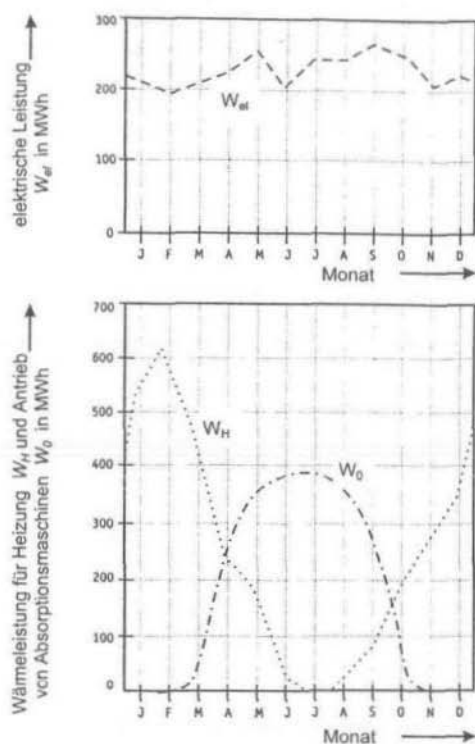 elektrische Leistung
W_el in MWh
300
200
100
0
W_el
J F M A M J J A S O N D
Monat
Wärmeleistung für Heizung W_H und Antrieb
von Absorptionsmaschinen W_0 in MWh
700
600
500
400
300
200
100
0
W_H
W_0
J F M A M J J A S O N D
Monat